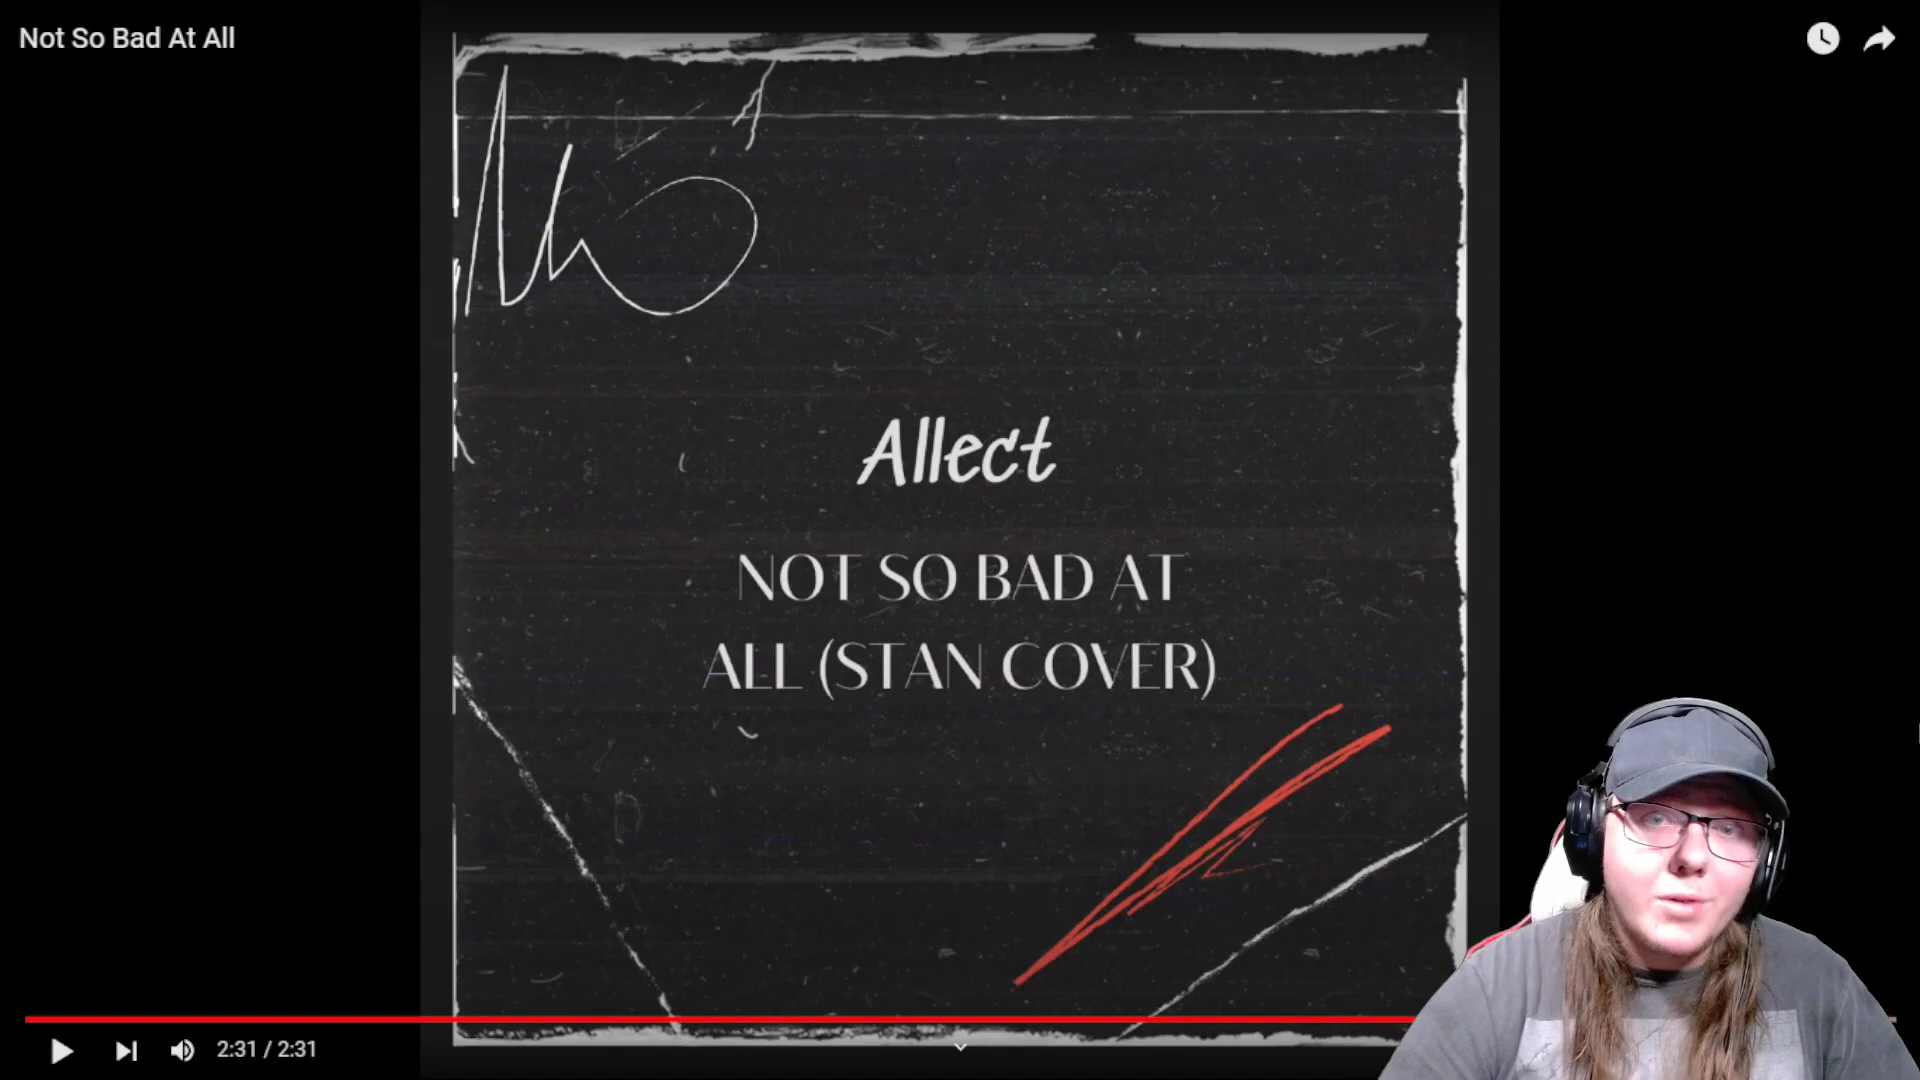 Not So Bad At All
Allect
NOT SO BAD AT
ALL (STAN COVER)
2:31 / 2:31